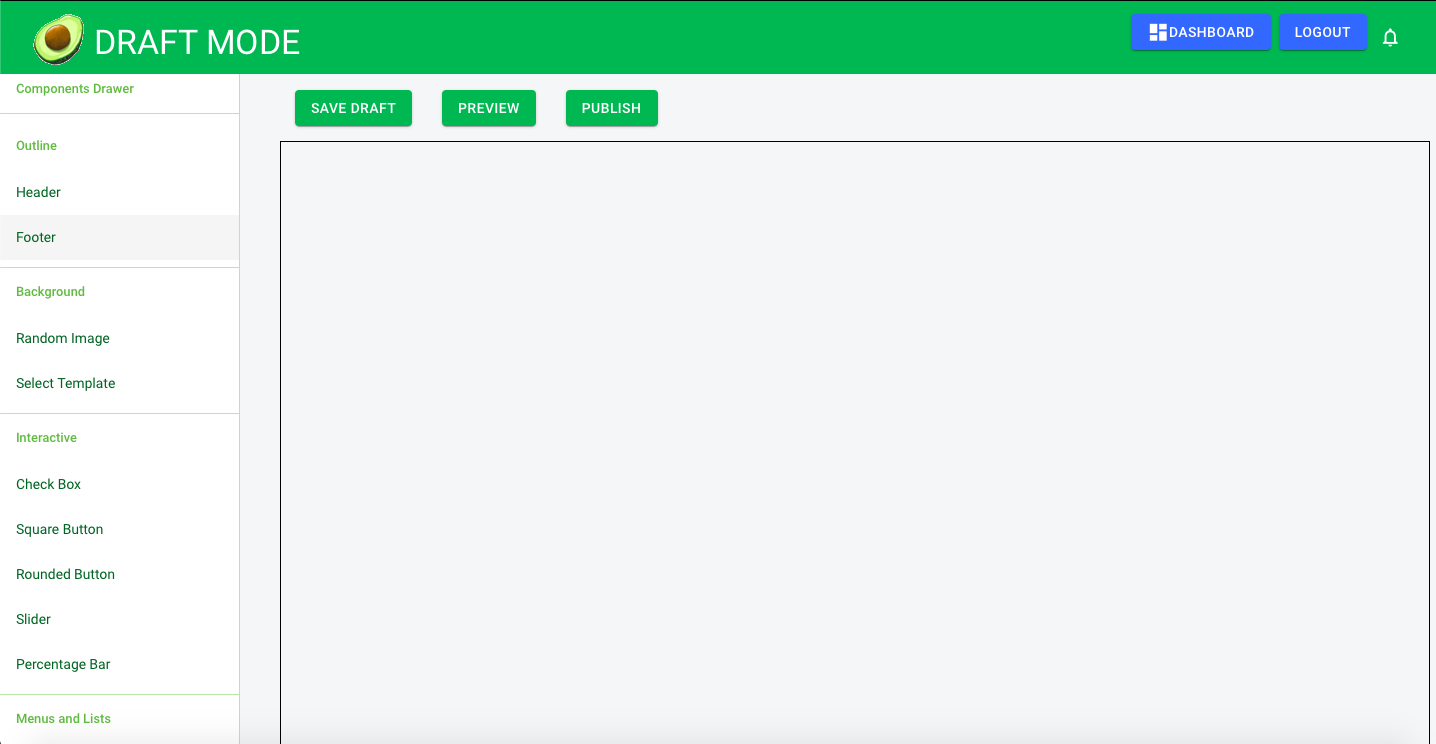 DRAFT MODE
DASHBOARD
LOGOUT
Components Drawer
Outline
Header
Footer
Background
Random Image
Select Template
Interactive
Check Box
Square Button
Rounded Button
Slider
Percentage Bar
Menus and Lists
SAVE DRAFT
PREVIEW
PUBLISH